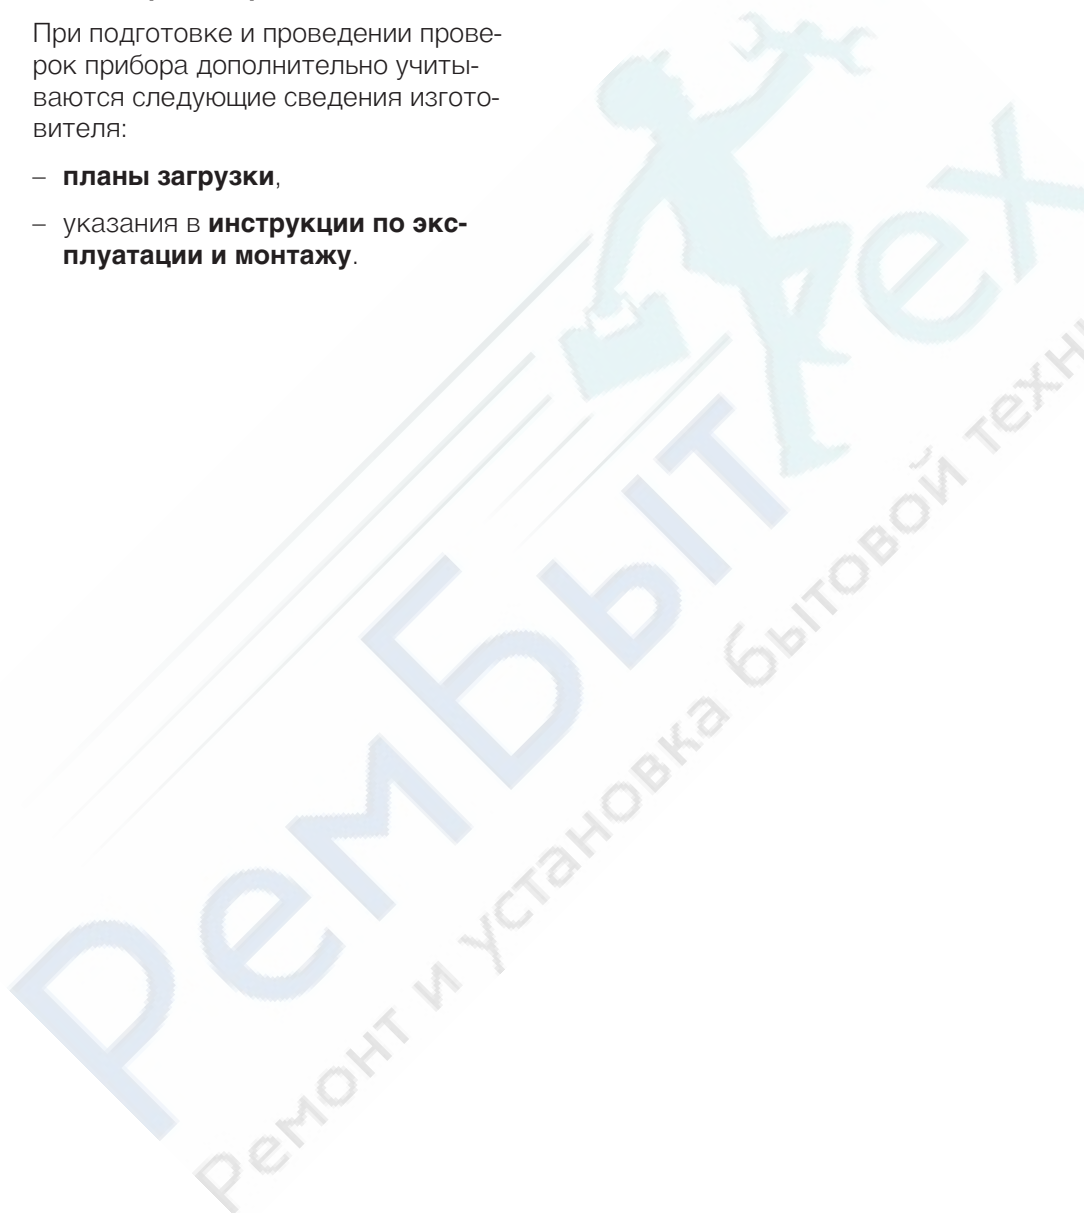 При подготовке и проведении прове-
рок прибора дополнительно учиты-
ваются следующие сведения изгото-
вителя:
– планы загрузки,
– указания в инструкции по экс-
плуатации и монтажу.
РемБытТех
Ремонт и установка бытовой техни